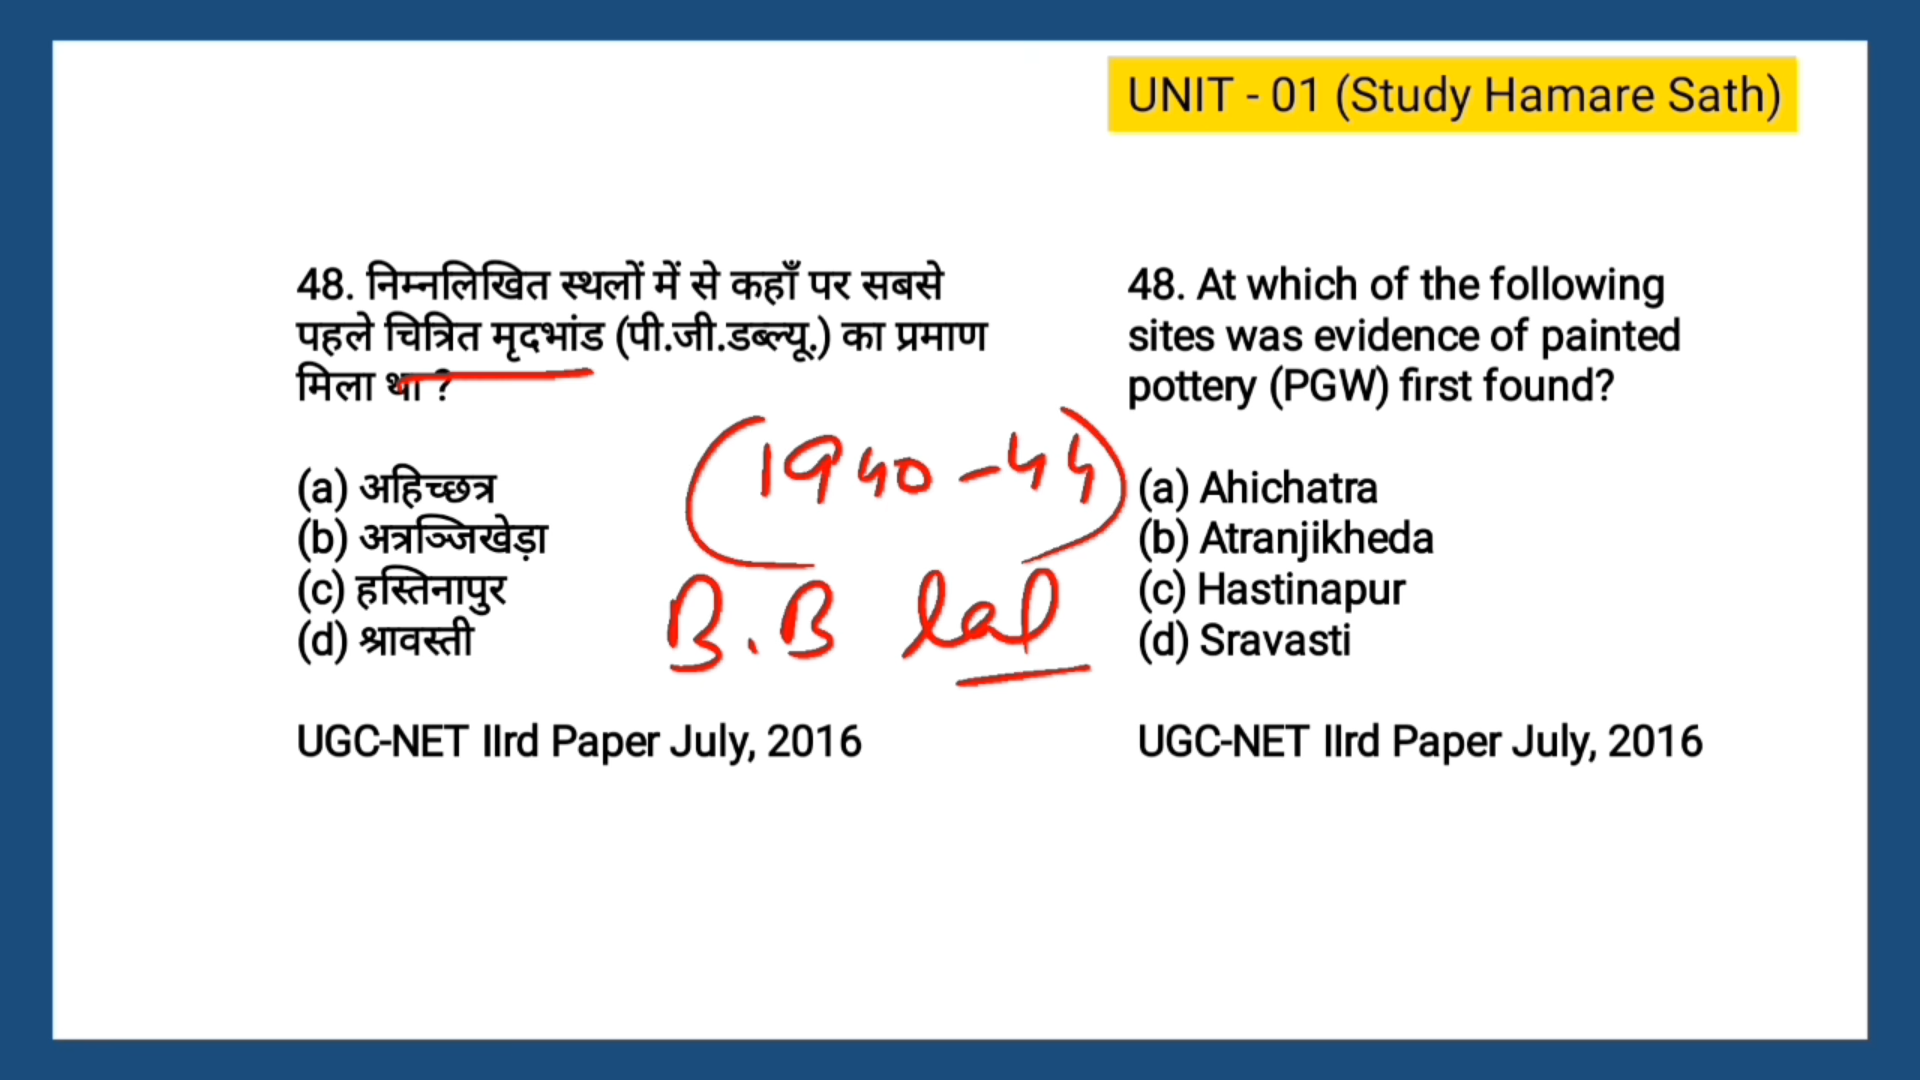 UNIT - 01 (Study Hamare Sath)
48. निम्नलिखित स्थलों में से कहाँ पर सबसे
पहले चित्रित मृदभांड (पी.जी.डब्ल्यू.) का प्रमाण
मिला था ?
(a) अहिच्छत्र
(b) अत्रञ्जिखेड़ा
(c) हस्तिनापुर
(d) श्रावस्ती
UGC-NET IIrd Paper July, 2016
(1940-44)
B.B lal
48. At which of the following
sites was evidence of painted
pottery (PGW) first found?
(a) Ahichatra
(b) Atranjikheda
(c) Hastinapur
(d) Sravasti
UGC-NET IIrd Paper July, 2016